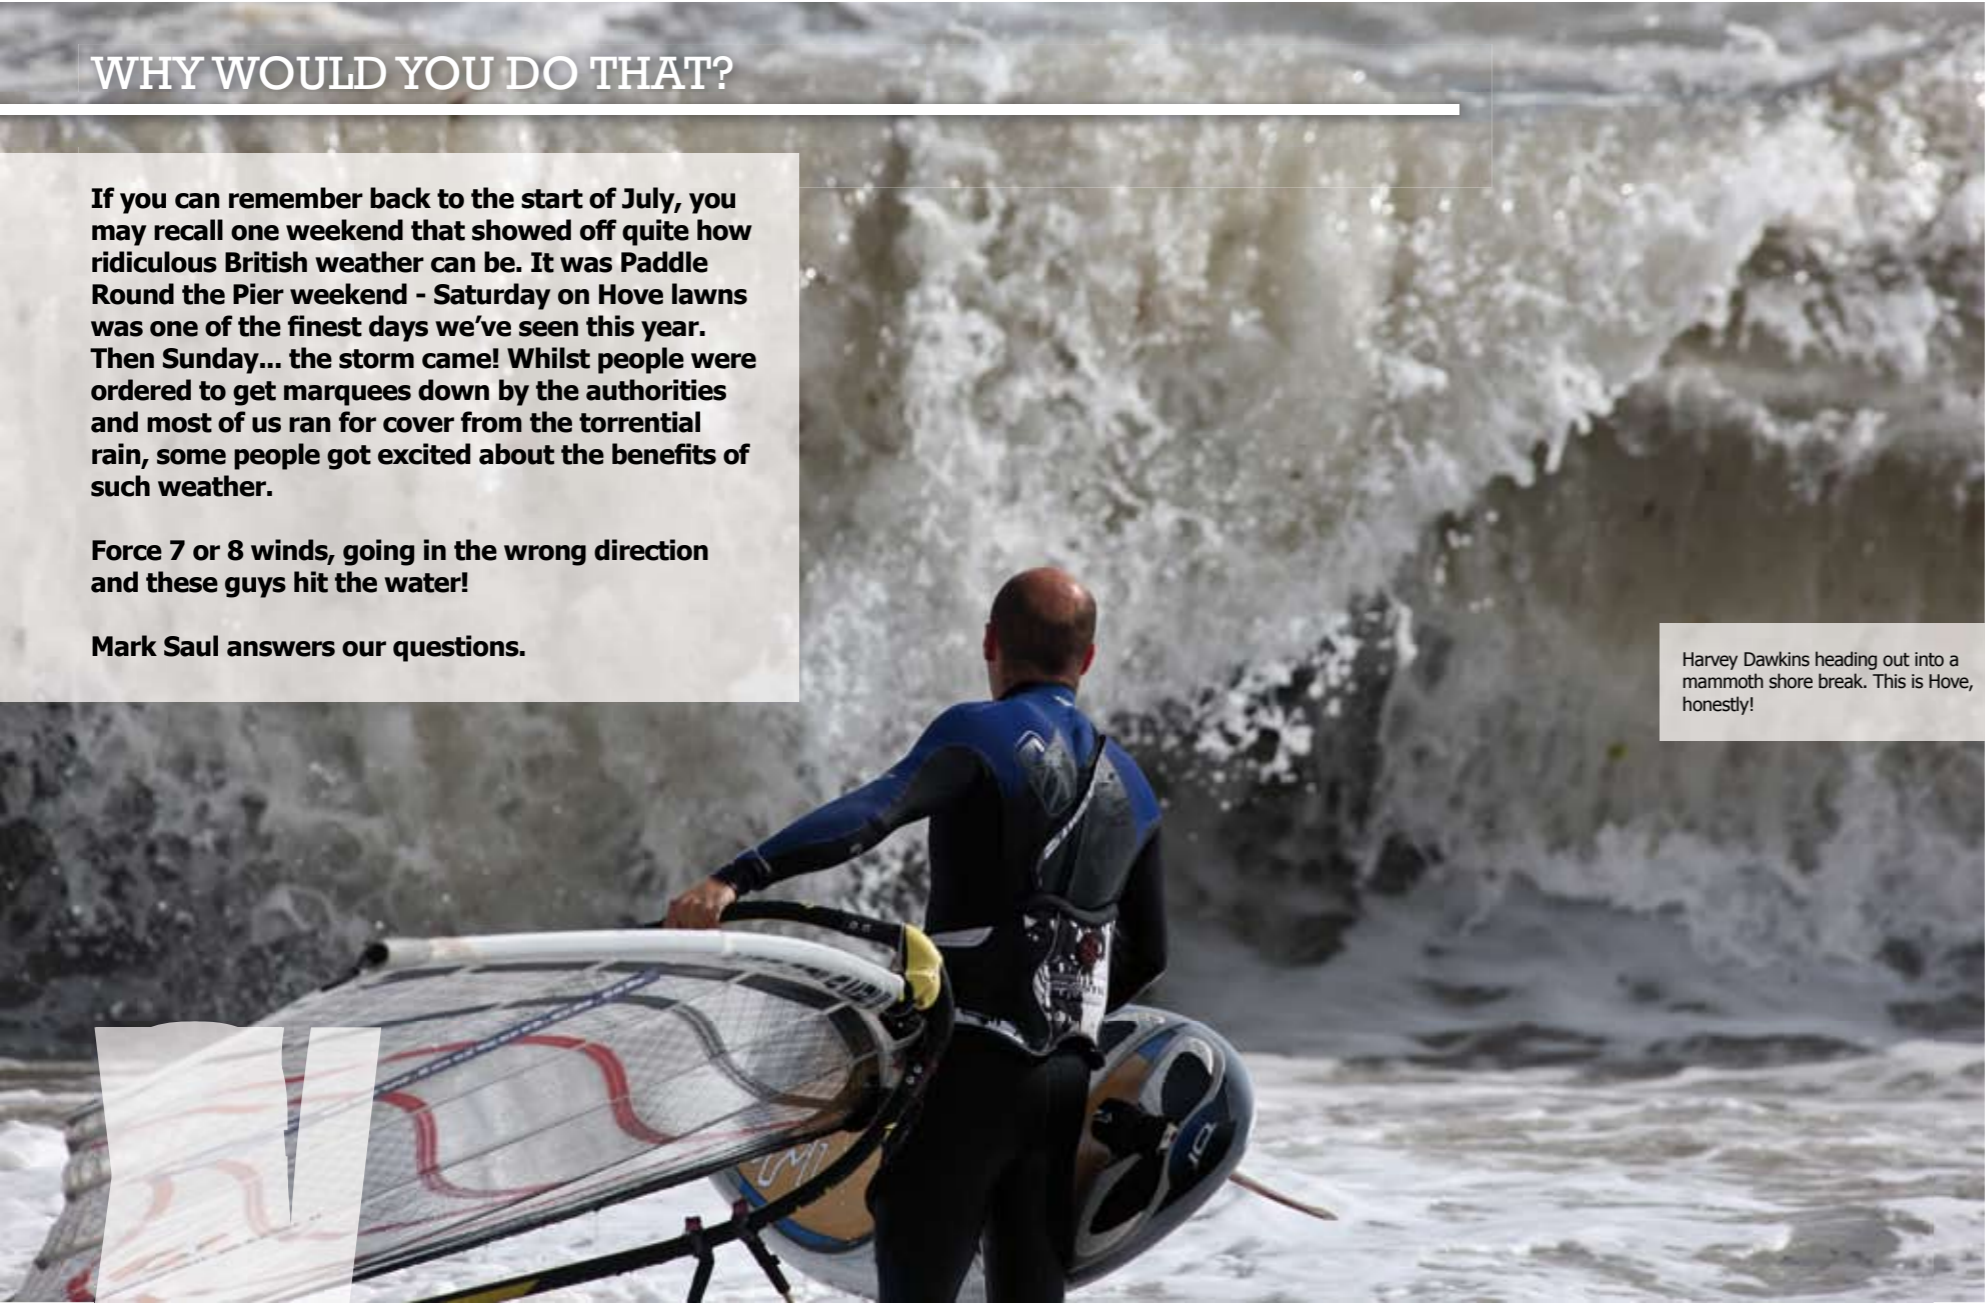 WHY WOULD YOU DO THAT?
If you can remember back to the start of July, you
may recall one weekend that showed off quite how
ridiculous British weather can be. It was Paddle
Round the Pier weekend - Saturday on Hove lawns
was one of the finest days we’ve seen this year.
Then Sunday... the storm came! Whilst people were
ordered to get marquees down by the authorities
and most of us ran for cover from the torrential
rain, some people got excited about the benefits of
such weather.
Force 7 or 8 winds, going in the wrong direction
and these guys hit the water!
Mark Saul answers our questions.
Harvey Dawkins heading out into a
mammoth shore break. This is Hove,
honestly!